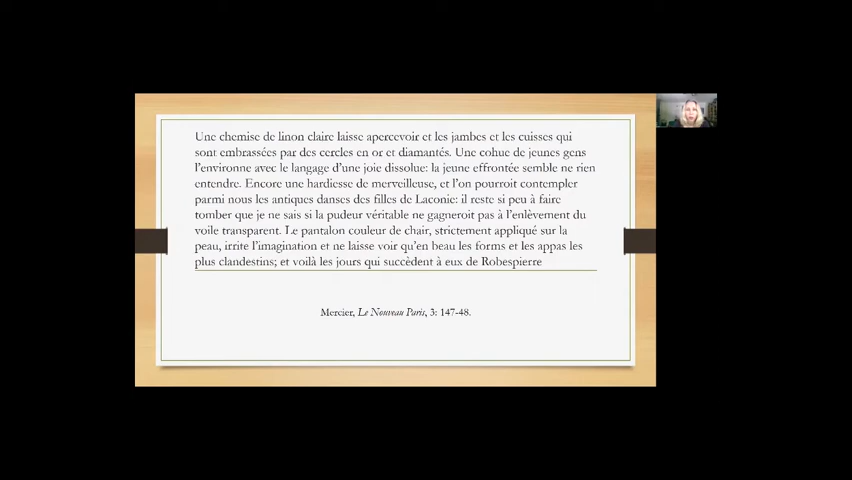 Une chemise de linon claire laisse apercevoir et les jambes et les cuisses qui
sont embrassées par des cercles en or et diamantés. Une cohue de jeunes gens
l'environne avec le langage d'une joie dissolue: la jeune effrontée semble ne rien
entendre. Encore une hardiesse de merveilleuse, et l'on pourroit contempler
parmi nous les antiques danses des filles de Laconie: il reste si peu à faire
tomber que je ne sais si la pudeur véritable ne gagneroit pas à l'enlèvement du
voile transparent. Le pantalon couleur de chair, strictement appliqué sur la
peau, irrite l'imagination et ne laisse voir qu'en beau les forms et les appas les
plus clandestins; et voilà les jours qui succèdent à eux de Robespierre
Mercier, Le Nouveau Paris, 3: 147-48.